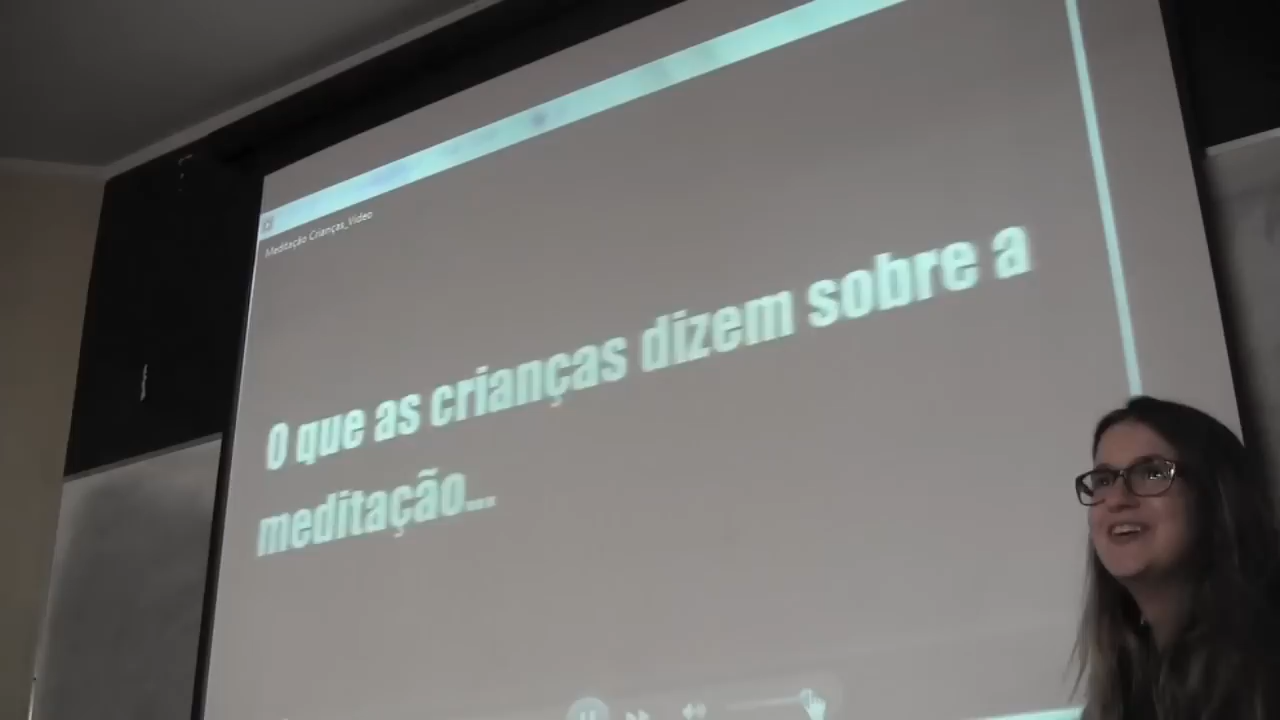 Meditação Crianças_Video
O que as crianças dizem sobre a
meditação...